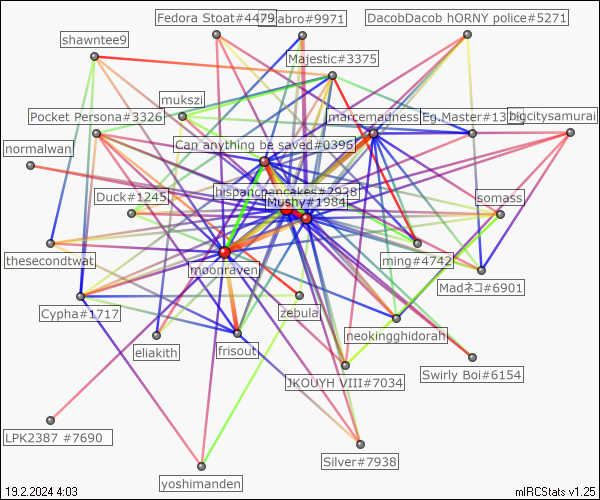 Fedora Stoat#4479
abro#9971
DacobDacob hORNY police#5271
shawntee9
Majestic#3375
mukszi
Pocket Persona#3326
marcemadness
Eg.Master#13
bigcitysamurai
normalwan
Can anything be saved#0396
Duck#1245
hispancpancakes#2928
Mushy#1984
somass
thesecondtwat
moonraven
ming#4742
Madネコ#6901
Cypha#1717
zebula
neokingghidorah
eliakith
frisout
JKOUYH VIII#7034
Swirly Boi#6154
LPK2387 #7690
Silver#7938
yoshimanden
19.2.2024 4:03
mIRCStats v1.25